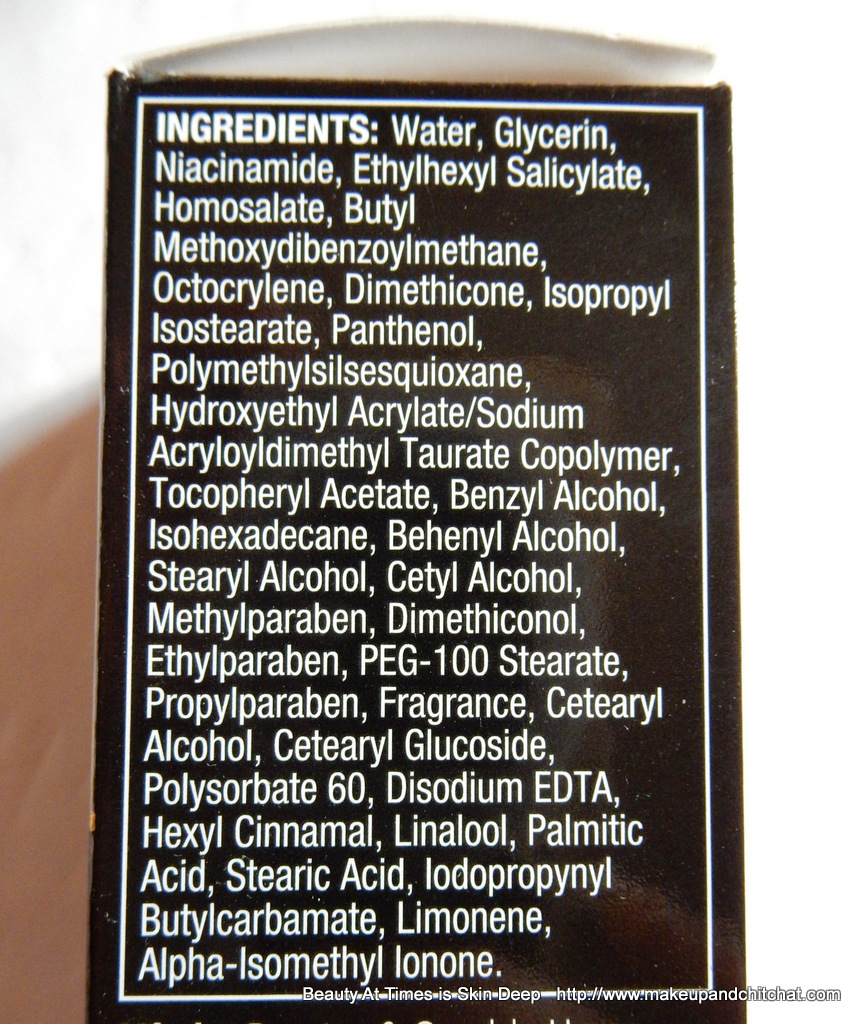 INGREDIENTS: Water, Glycerin,
Niacinamide, Ethylhexyl Salicylate,
Homosalate, Butyl
Methoxydibenzoylmethane,
Octocrylene, Dimethicone, Isopropyl
Isostearate, Panthenol,
Polymethylsilsesquioxane,
Hydroxyethyl Acrylate/Sodium
Acryloyldimethyl Taurate Copolymer,
Tocopheryl Acetate, Benzyl Alcohol,
Isohexadecane, Behenyl Alcohol,
Stearyl Alcohol, Cetyl Alcohol,
Methylparaben, Dimethiconol,
Ethylparaben, PEG-100 Stearate,
Propylparaben, Fragrance, Cetearyl
Alcohol, Cetearyl Glucoside,
Polysorbate 60, Disodium EDTA,
Hexyl Cinnamal, Linalool, Palmitic
Acid, Stearic Acid, Iodopropynyl
Butylcarbamate, Limonene,
Alpha-Isomethyl Ionone.
Beauty At Times is Skin Deep http://www.makeupandchitchat.com